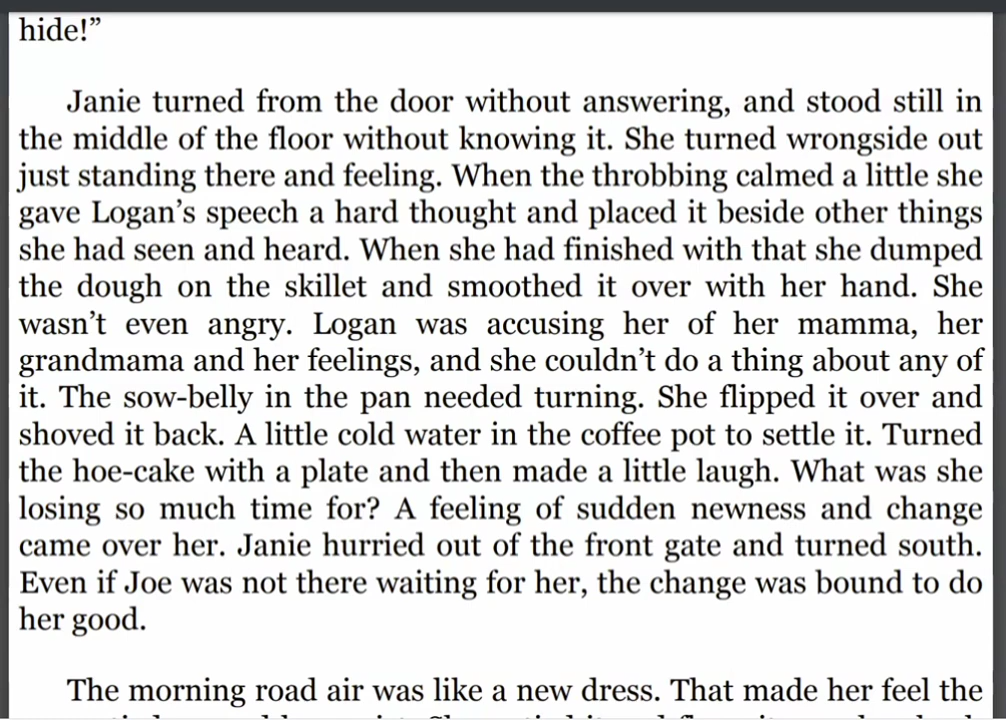 hide!”
Janie turned from the door without answering, and stood still in
the middle of the floor without knowing it. She turned wrongside out
just standing there and feeling. When the throbbing calmed a little she
gave Logan’s speech a hard thought and placed it beside other things
she had seen and heard. When she had finished with that she dumped
the dough on the skillet and smoothed it over with her hand. She
wasn’t even angry. Logan was accusing her of her mamma, her
grandmama and her feelings, and she couldn’t do a thing about any of
it. The sow-belly in the pan needed turning. She flipped it over and
shoved it back. A little cold water in the coffee pot to settle it. Turned
the hoe-cake with a plate and then made a little laugh. What was she
losing so much time for? A feeling of sudden newness and change
came over her. Janie hurried out of the front gate and turned south.
Even if Joe was not there waiting for her, the change was bound to do
her good.
The morning road air was like a new dress. That made her feel the